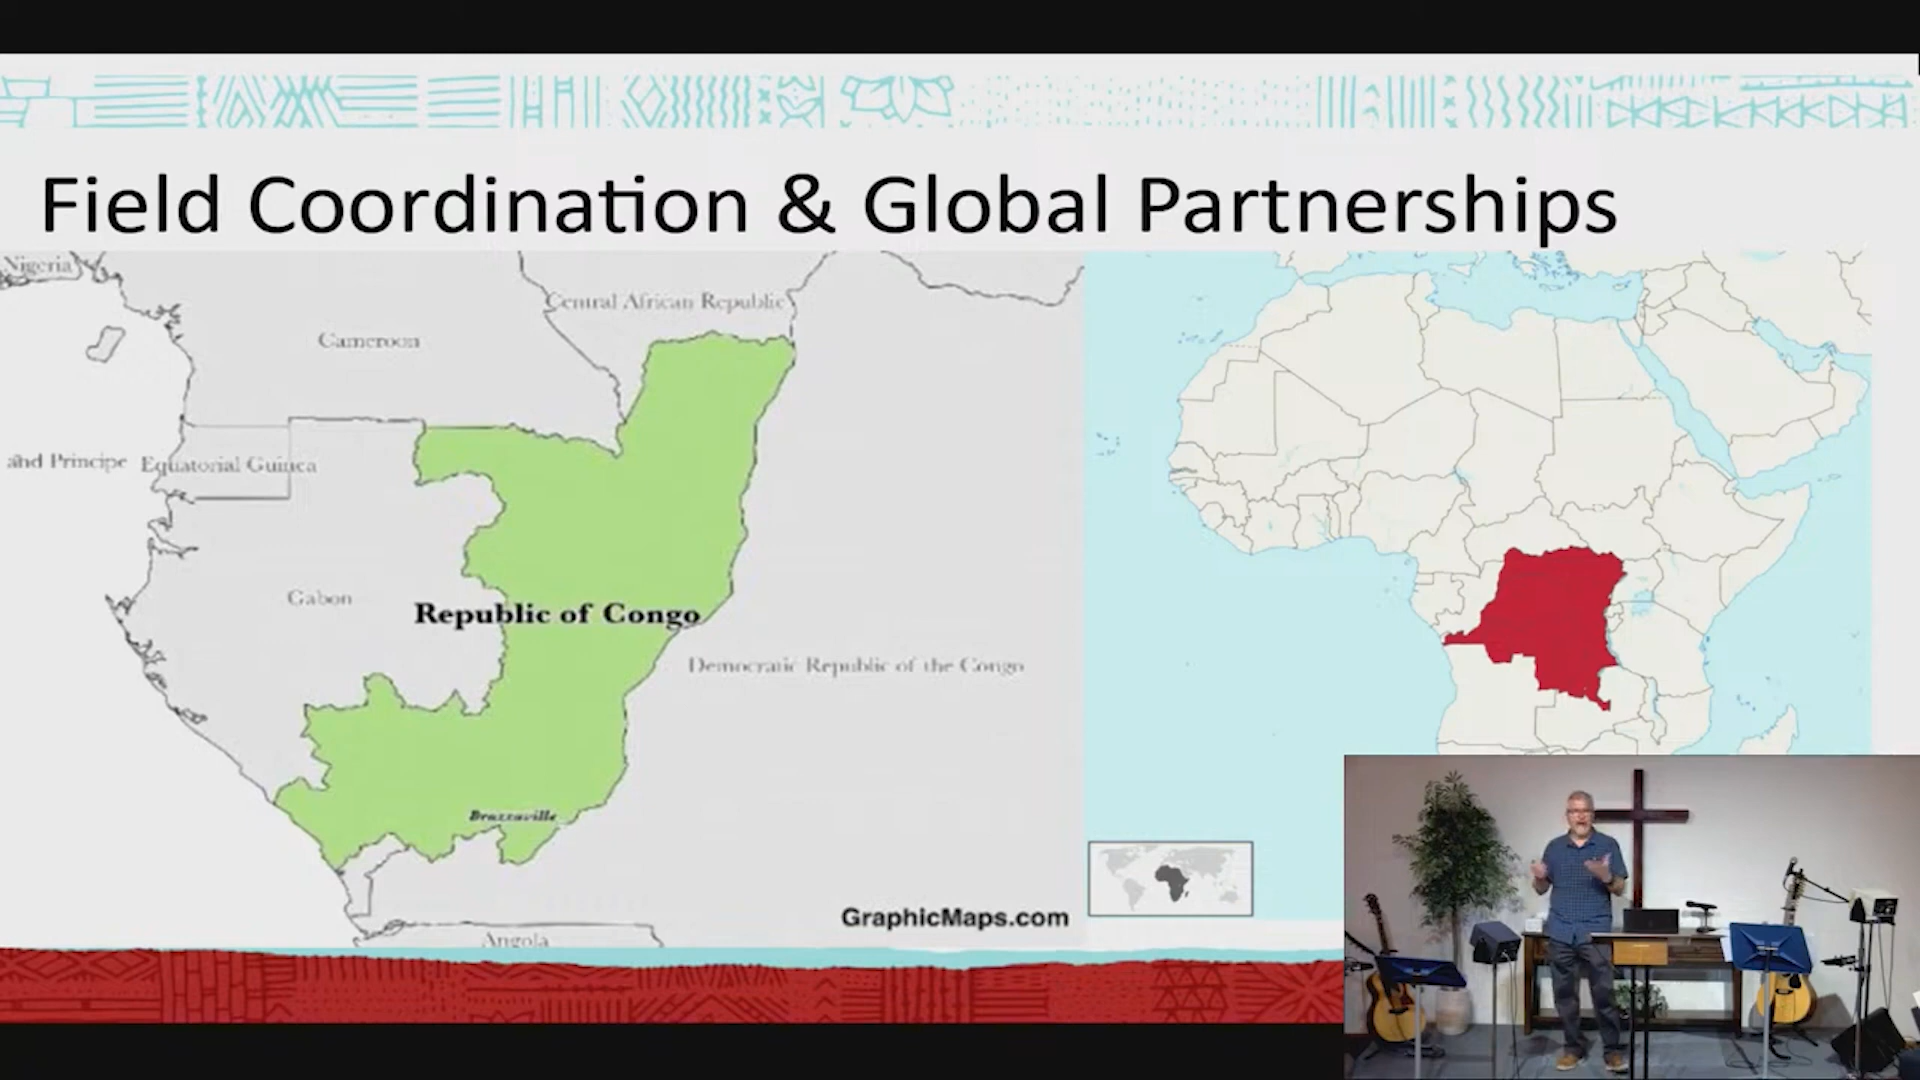 Field Coordination & Global Partnerships
Nigeria
Central African Republic
Cameroon
and Principe
Equatorial Guinea
Gabon
Republic of Congo
Democratic Republic of the Congo
Brazzaville
GraphicMaps.com
Angola